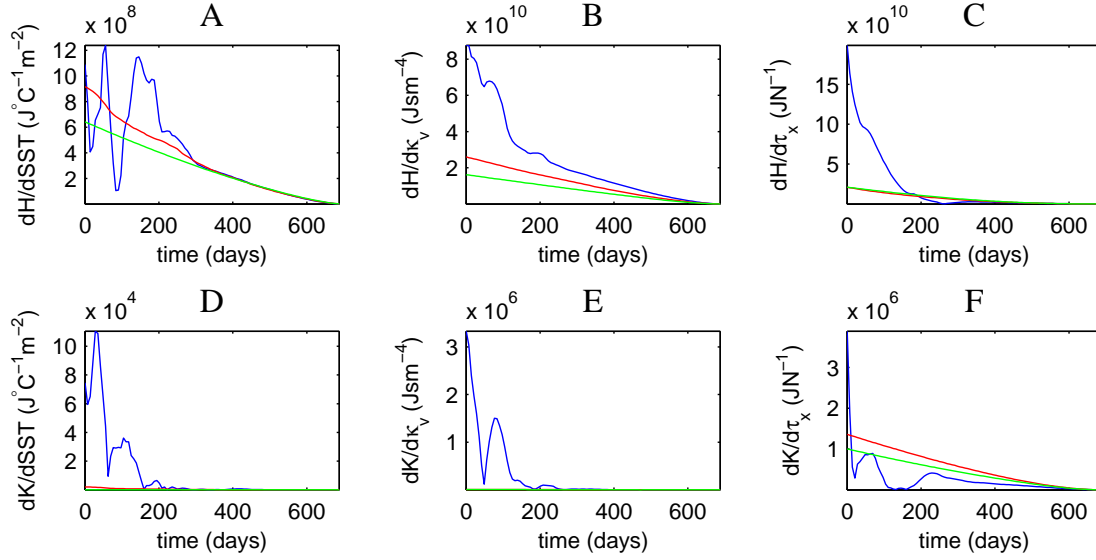 A
x 10^8
dH/dSST (J°C^−1m^−2)
12
10
8
6
4
2
0 200 400 600
time (days)
B
x 10^10
dH/dκ_v (Jsm^−4)
8
6
4
2
0 200 400 600
time (days)
C
x 10^10
dH/dτ_x (JN^−1)
15
10
5
0 200 400 600
time (days)
D
x 10^4
dK/dSST (J°C^−1m^−2)
10
8
6
4
2
0 200 400 600
time (days)
E
x 10^6
dK/dκ_v (Jsm^−4)
3
2
1
0 200 400 600
time (days)
F
x 10^6
dK/dτ_x (JN^−1)
3
2
1
0 200 400 600
time (days)